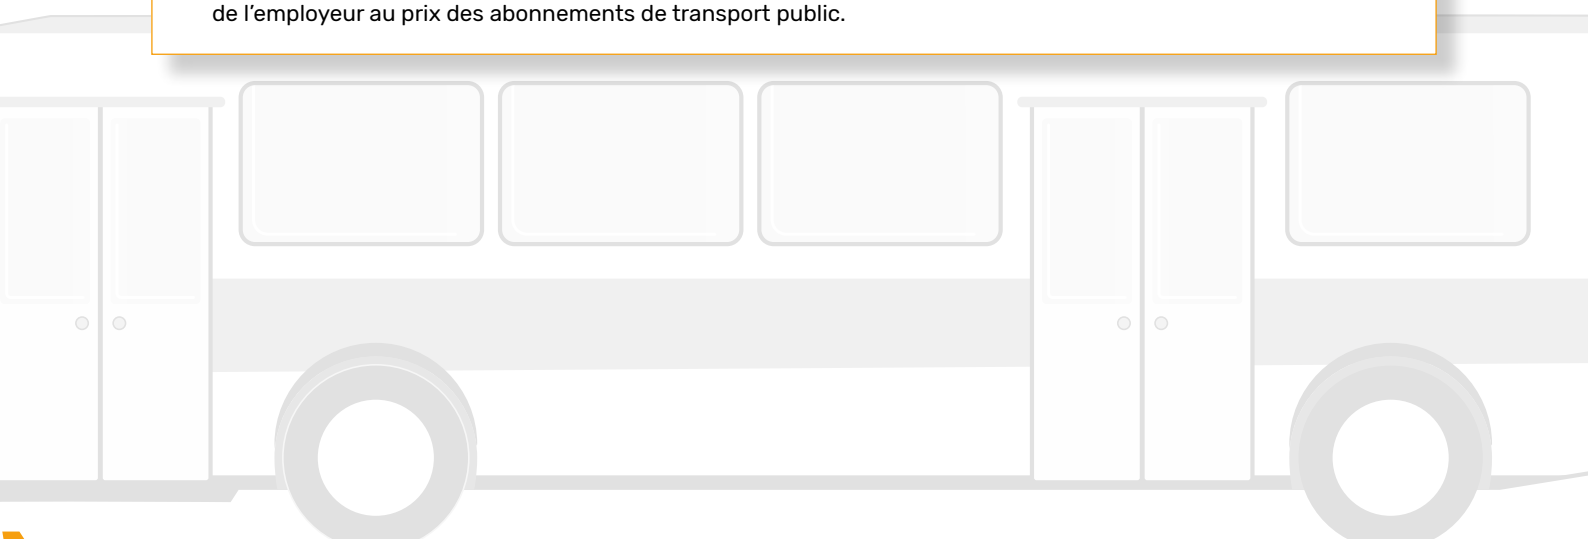 de l’employeur au prix des abonnements de transport public.